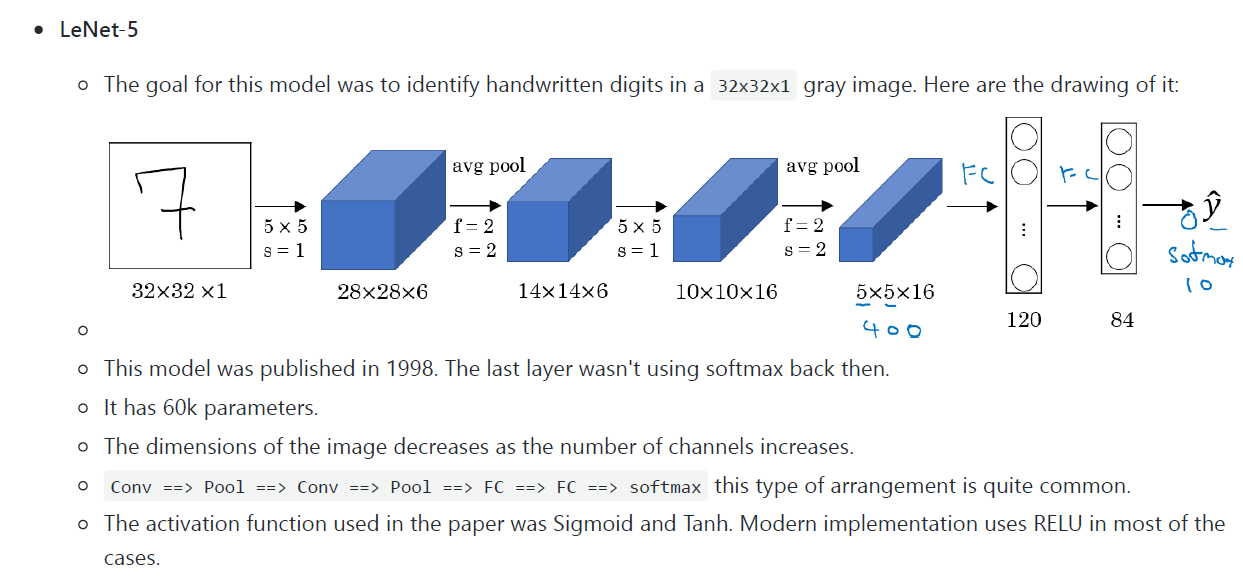 LeNet-5
The goal for this model was to identify handwritten digits in a 32x32x1 gray image. Here are the drawing of it:
7
5 × 5
s = 1
avg pool
f = 2
s = 2
5 × 5
s = 1
avg pool
f = 2
s = 2
FC
FC
ŷ
softmax
10
32×32 ×1
28×28×6
14×14×6
10×10×16
5×5×16
400
120
84
This model was published in 1998. The last layer wasn't using softmax back then.
It has 60k parameters.
The dimensions of the image decreases as the number of channels increases.
Conv ==> Pool ==> Conv ==> Pool ==> FC ==> FC ==> softmax this type of arrangement is quite common.
The activation function used in the paper was Sigmoid and Tanh. Modern implementation uses RELU in most of the
cases.